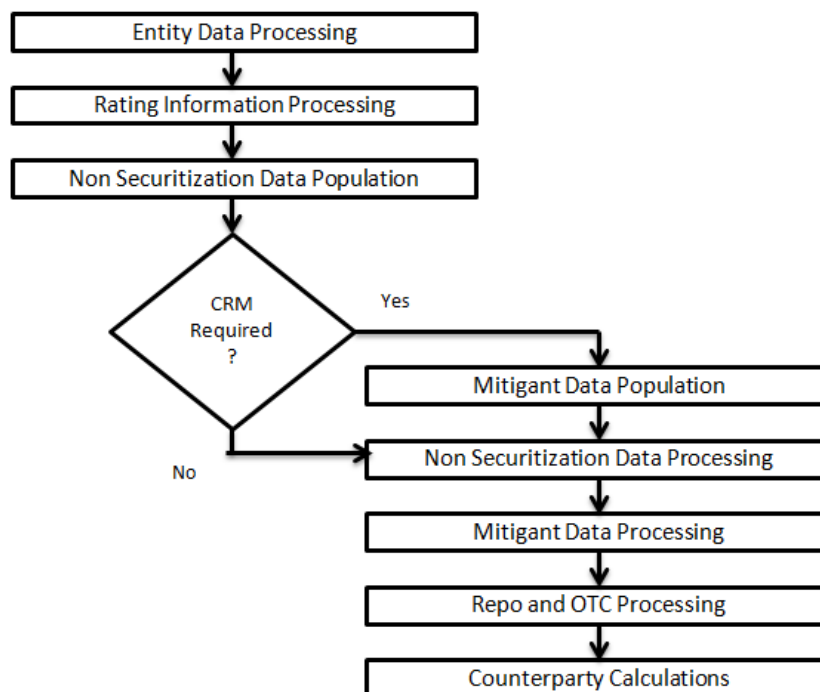 Entity Data Processing
Rating Information Processing
Non Securitization Data Population
CRM
Required
?
Yes
No
Mitigant Data Population
Non Securitization Data Processing
Mitigant Data Processing
Repo and OTC Processing
Counterparty Calculations